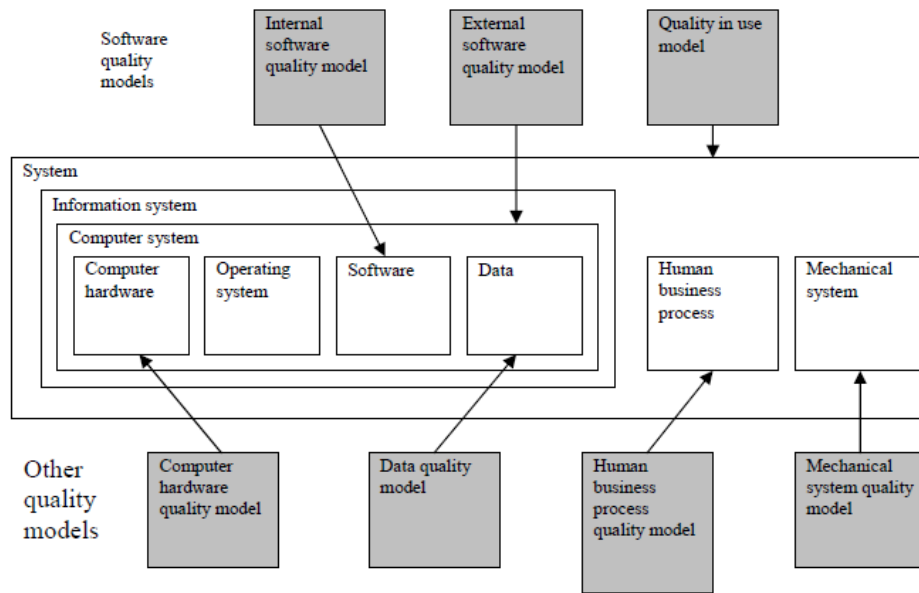 Software
quality
models
Internal
software
quality model
External
software
quality model
Quality in use
model
System
Information system
Computer system
Computer
hardware
Operating
system
Software
Data
Human
business
process
Mechanical
system
Other
quality
models
Computer
hardware
quality model
Data quality
model
Human
business
process
quality model
Mechanical
system quality
model